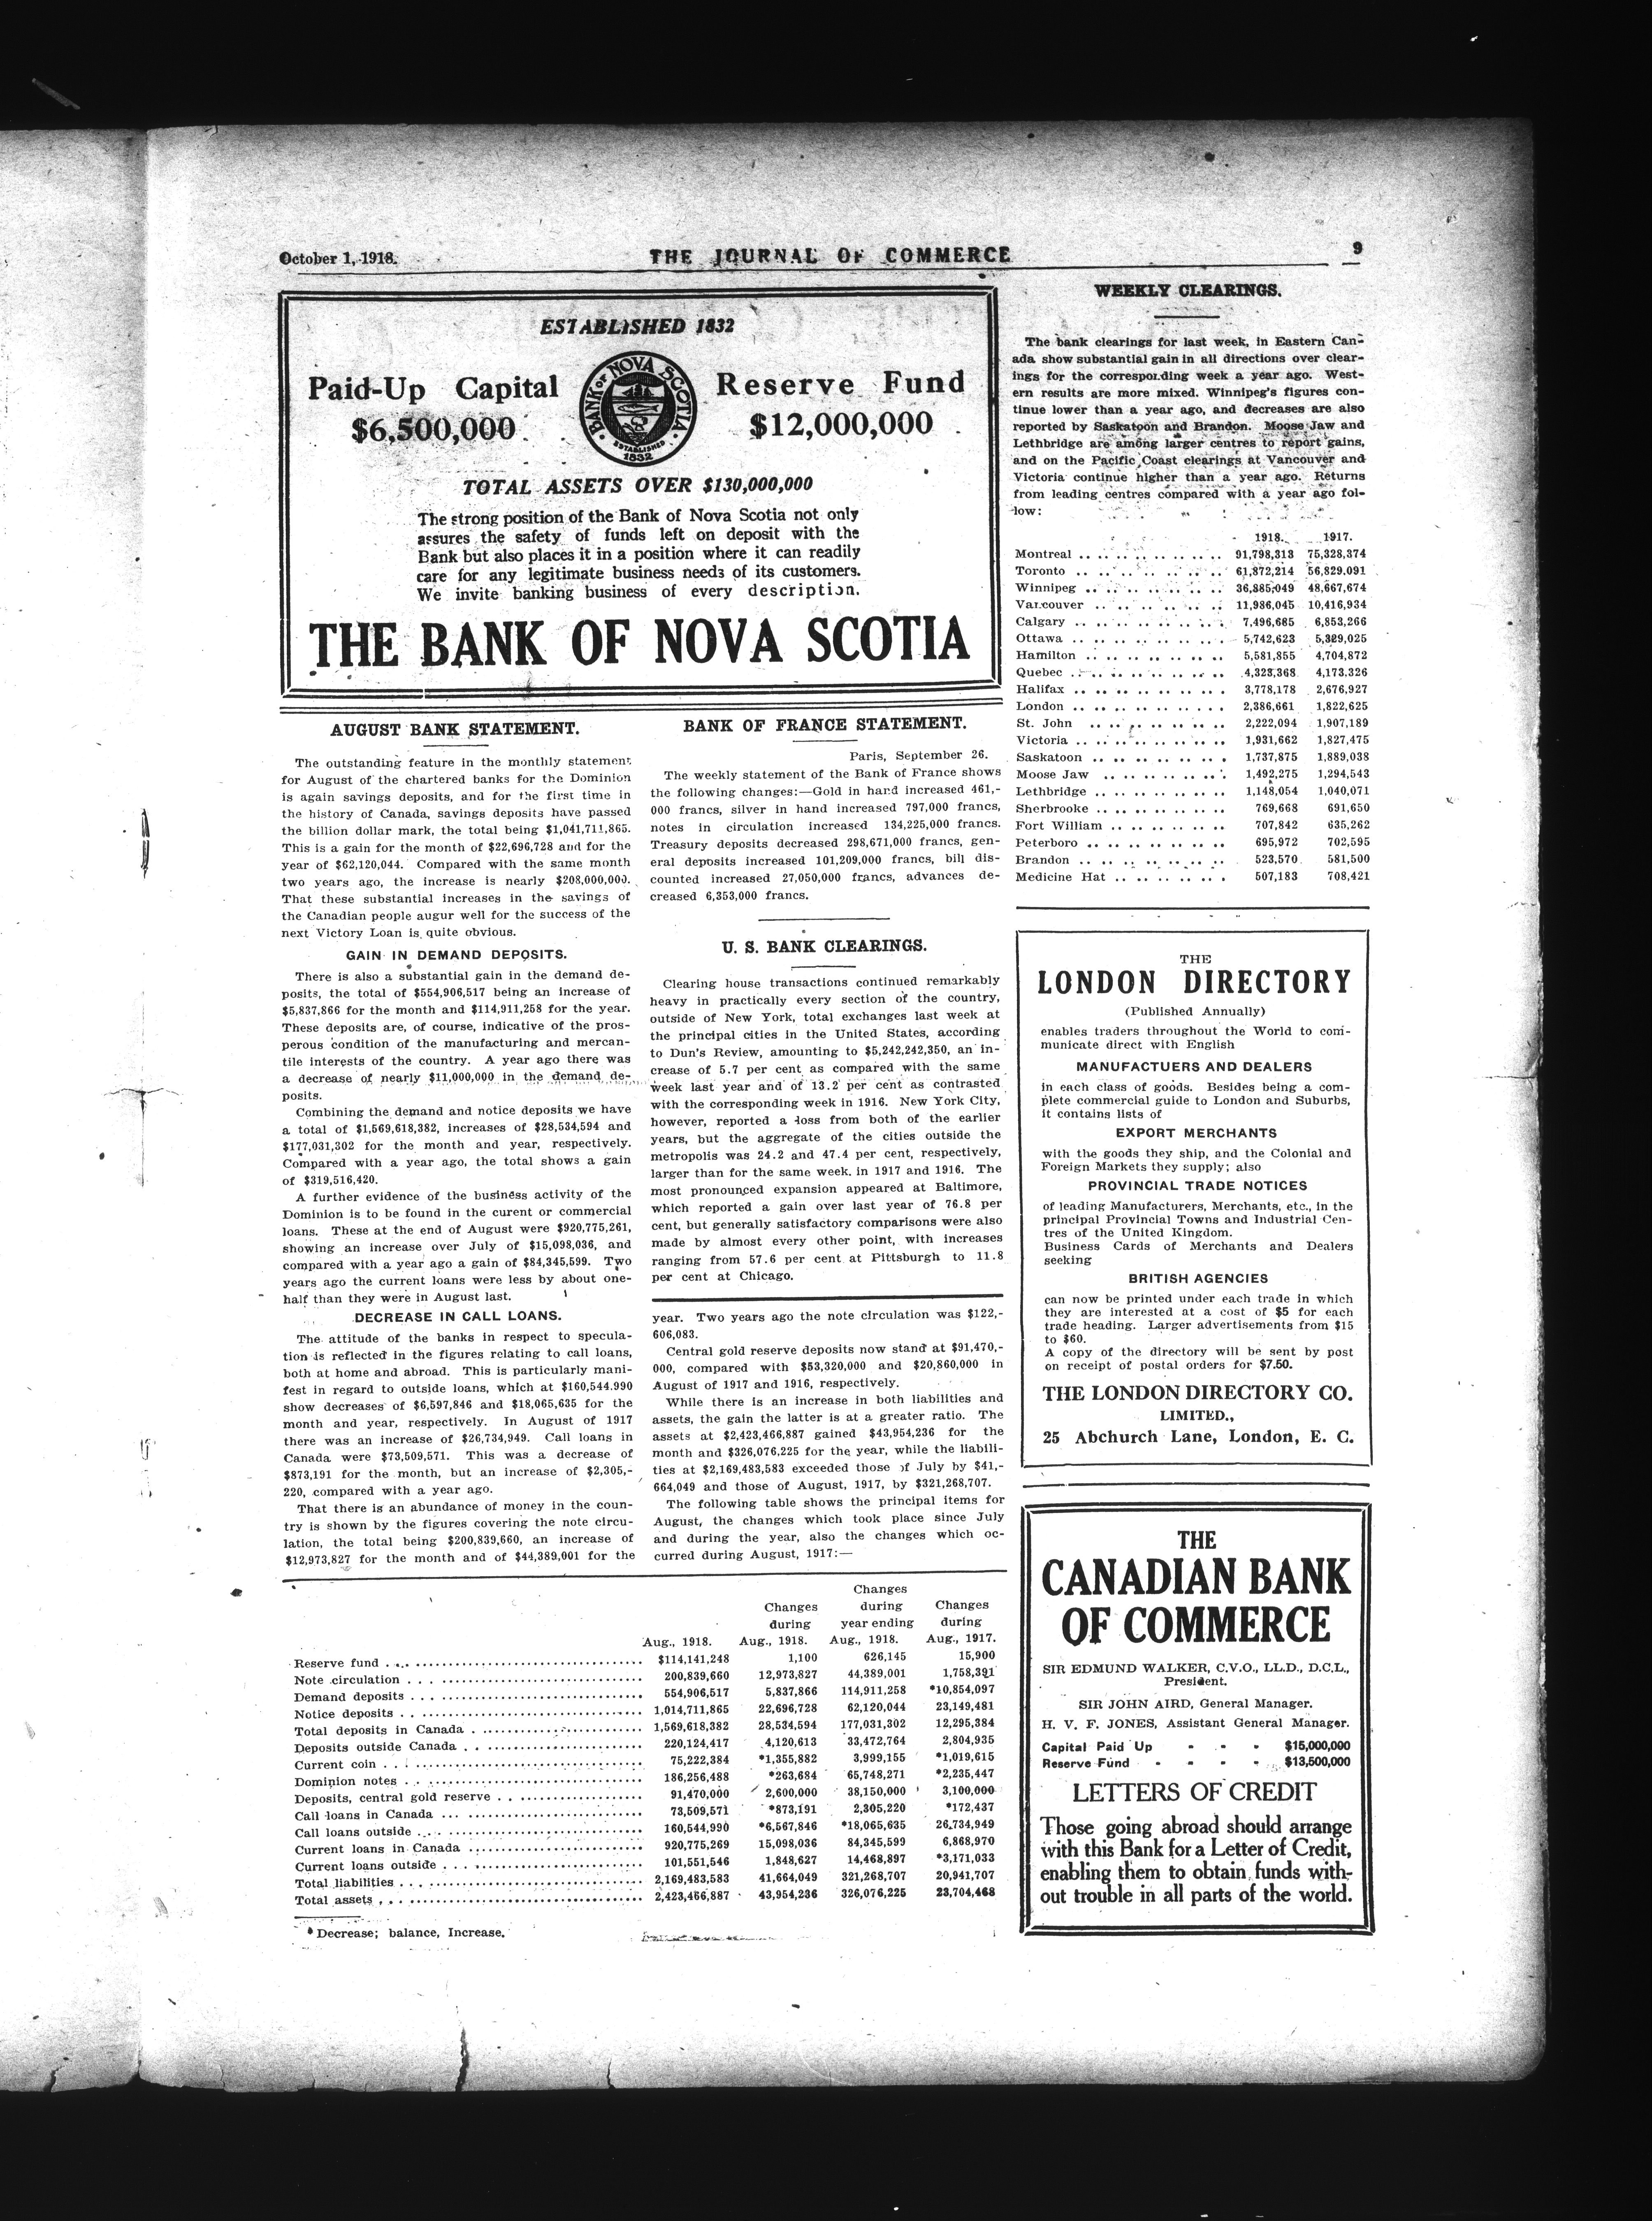 October 1, 1918.
THE JOURNAL OF COMMERCE
9
ESTABLISHED 1832
Paid-Up Capital
$6,500,000
BANK OF NOVA SCOTIA
ESTABLISHED
1832
Reserve Fund
$12,000,000
TOTAL ASSETS OVER $130,000,000
The strong position of the Bank of Nova Scotia not only
assures the safety of funds left on deposit with the
Bank but also places it in a position where it can readily
care for any legitimate business needs of its customers.
We invite banking business of every description.
THE BANK OF NOVA SCOTIA
AUGUST BANK STATEMENT.
The outstanding feature in the monthly statement
for August of the chartered banks for the Dominion
is again savings deposits, and for the first time in
the history of Canada, savings deposits have passed
the billion dollar mark, the total being $1,041,711,865.
This is a gain for the month of $22,696,728 and for the
year of $62,120,044. Compared with the same month
two years ago, the increase is nearly $208,000,000.
That these substantial increases in the savings of
the Canadian people augur well for the success of the
next Victory Loan is quite obvious.
GAIN IN DEMAND DEPOSITS.
There is also a substantial gain in the demand de-
posits, the total of $554,906,517 being an increase of
$5,837,866 for the month and $114,911,258 for the year.
These deposits are, of course, indicative of the pros-
perous condition of the manufacturing and mercan-
tile interests of the country. A year ago there was
a decrease of nearly $11,000,000 in the demand de-
posits.
Combining the demand and notice deposits we have
a total of $1,569,618,382, increases of $28,534,594 and
$177,031,302 for the month and year, respectively.
Compared with a year ago, the total shows a gain
of $319,516,420.
A further evidence of the business activity of the
Dominion is to be found in the curent or commercial
loans. These at the end of August were $920,775,261,
showing an increase over July of $15,098,036, and
compared with a year ago a gain of $84,345,599. Two
years ago the current loans were less by about one-
half than they were in August last.
DECREASE IN CALL LOANS.
The attitude of the banks in respect to specula-
tion is reflected in the figures relating to call loans,
both at home and abroad. This is particularly mani-
fest in regard to outside loans, which at $160,544.990
show decreases of $6,597,846 and $18,065,635 for the
month and year, respectively. In August of 1917
there was an increase of $26,734,949. Call loans in
Canada were $73,509,571. This was a decrease of
$873,191 for the month, but an increase of $2,305,-
220, compared with a year ago.
That there is an abundance of money in the coun-
try is shown by the figures covering the note circu-
lation, the total being $200,839,660, an increase of
$12,973,827 for the month and of $44,389,001 for the
BANK OF FRANCE STATEMENT.
Paris, September 26.
The weekly statement of the Bank of France shows
the following changes:—Gold in hard increased 461,-
000 francs, silver in hand increased 797,000 francs,
notes in circulation increased 134,225,000 francs.
Treasury deposits decreased 298,671,000 francs, gen-
eral deposits increased 101,209,000 francs, bill dis-
counted increased 27,050,000 francs, advances de-
creased 6,353,000 francs.
U. S. BANK CLEARINGS.
Clearing house transactions continued remarkably
heavy in practically every section of the country,
outside of New York, total exchanges last week at
the principal cities in the United States, according
to Dun's Review, amounting to $5,242,242,350, an in-
crease of 5.7 per cent as compared with the same
week last year and of 13.2 per cent as contrasted
with the corresponding week in 1916. New York City,
however, reported a loss from both of the earlier
years, but the aggregate of the cities outside the
metropolis was 24.2 and 47.4 per cent, respectively,
larger than for the same week in 1917 and 1916. The
most pronounced expansion appeared at Baltimore,
which reported a gain over last year of 76.8 per
cent, but generally satisfactory comparisons were also
made by almost every other point, with increases
ranging from 57.6 per cent at Pittsburgh to 11.8
per cent at Chicago.
year. Two years ago the note circulation was $122,-
606,083.
Central gold reserve deposits now stand at $91,470,-
000, compared with $53,320,000 and $20,860,000 in
August of 1917 and 1916, respectively.
While there is an increase in both liabilities and
assets, the gain the latter is at a greater ratio. The
assets at $2,423,466,887 gained $43,954,236 for the
month and $326,076,225 for the year, while the liabili-
ties at $2,169,483,583 exceeded those of July by $41,-
664,049 and those of August, 1917, by $321,268,707.
The following table shows the principal items for
August, the changes which took place since July
and during the year, also the changes which oc-
curred during August, 1917:—
Changes
Changes during Changes
during year ending during
Aug., 1918. Aug., 1918. Aug., 1918. Aug., 1917.
Reserve fund $114,141,248 1,100 626,145 15,900
Note circulation 200,839,660 12,973,827 44,389,001 1,758,391
Demand deposits 554,906,517 5,837,866 114,911,258 *10,854,097
Notice deposits 1,014,711,865 22,696,728 62,120,044 23,149,481
Total deposits in Canada 1,569,618,382 28,534,594 177,031,302 12,295,384
Deposits outside Canada 220,124,417 4,120,613 33,472,764 2,804,935
Current coin 75,222,384 *1,355,882 3,999,155 *1,019,615
Dominion notes 186,256,488 *263,684 65,748,271 *2,235,447
Deposits, central gold reserve 91,470,000 2,600,000 38,150,000 3,100,000
Call loans in Canada 73,509,571 *873,191 2,305,220 *172,437
Call loans outside 160,544,990 *6,567,846 *18,065,635 26,734,949
Current loans in Canada 920,775,269 15,098,036 84,345,599 6,868,970
Current loans outside 101,551,546 1,848,627 14,468,897 *3,171,033
Total liabilities 2,169,483,583 41,664,049 321,268,707 20,941,707
Total assets 2,423,466,887 43,954,236 326,076,225 23,704,468
* Decrease; balance, Increase.
WEEKLY CLEARINGS.
The bank clearings for last week, in Eastern Can-
ada show substantial gain in all directions over clear-
ings for the corresponding week a year ago. West-
ern results are more mixed. Winnipeg's figures con-
tinue lower than a year ago, and decreases are also
reported by Saskatoon and Brandon. Moose Jaw and
Lethbridge are among larger centres to report gains,
and on the Pacific Coast clearings at Vancouver and
Victoria continue higher than a year ago. Returns
from leading centres compared with a year ago fol-
low:
1918. 1917.
Montreal 91,798,313 75,328,374
Toronto 61,872,214 56,829.091
Winnipeg 36,885,049 48,667,674
Vancouver 11,986,045 10,416,934
Calgary 7,496,685 6,853,266
Ottawa 5,742,623 5,329,025
Hamilton 5,581,855 4,704,872
Quebec 4,323,368 4,173.326
Halifax 3,778,178 2,676,927
London 2,386,661 1,822,625
St. John 2,222,094 1,907,189
Victoria 1,931,662 1,827,475
Saskatoon 1,737,875 1,889,038
Moose Jaw 1,492,275 1,294,543
Lethbridge 1,148,054 1,040,071
Sherbrooke 769,668 691,650
Fort William 707,842 635,262
Peterboro 695,972 702,595
Brandon 523,570 581,500
Medicine Hat 507,183 708,421
THE
LONDON DIRECTORY
(Published Annually)
enables traders throughout the World to com-
municate direct with English
MANUFACTUERS AND DEALERS
in each class of goods. Besides being a com-
plete commercial guide to London and Suburbs,
it contains lists of
EXPORT MERCHANTS
with the goods they ship, and the Colonial and
Foreign Markets they supply; also
PROVINCIAL TRADE NOTICES
of leading Manufacturers, Merchants, etc., in the
principal Provincial Towns and Industrial Cen-
tres of the United Kingdom.
Business Cards of Merchants and Dealers
seeking
BRITISH AGENCIES
can now be printed under each trade in which
they are interested at a cost of $5 for each
trade heading. Larger advertisements from $15
to $60.
A copy of the directory will be sent by post
on receipt of postal orders for $7.50.
THE LONDON DIRECTORY CO.
LIMITED.,
25 Abchurch Lane, London, E. C.
THE
CANADIAN BANK
OF COMMERCE
SIR EDMUND WALKER, C.V.O., LL.D., D.C.L.,
President.
SIR JOHN AIRD, General Manager.
H. V. F. JONES, Assistant General Manager.
Capital Paid Up - - - $15,000,000
Reserve Fund - - - - $13,500,000
LETTERS OF CREDIT
Those going abroad should arrange
with this Bank for a Letter of Credit,
enabling them to obtain funds with-
out trouble in all parts of the world.